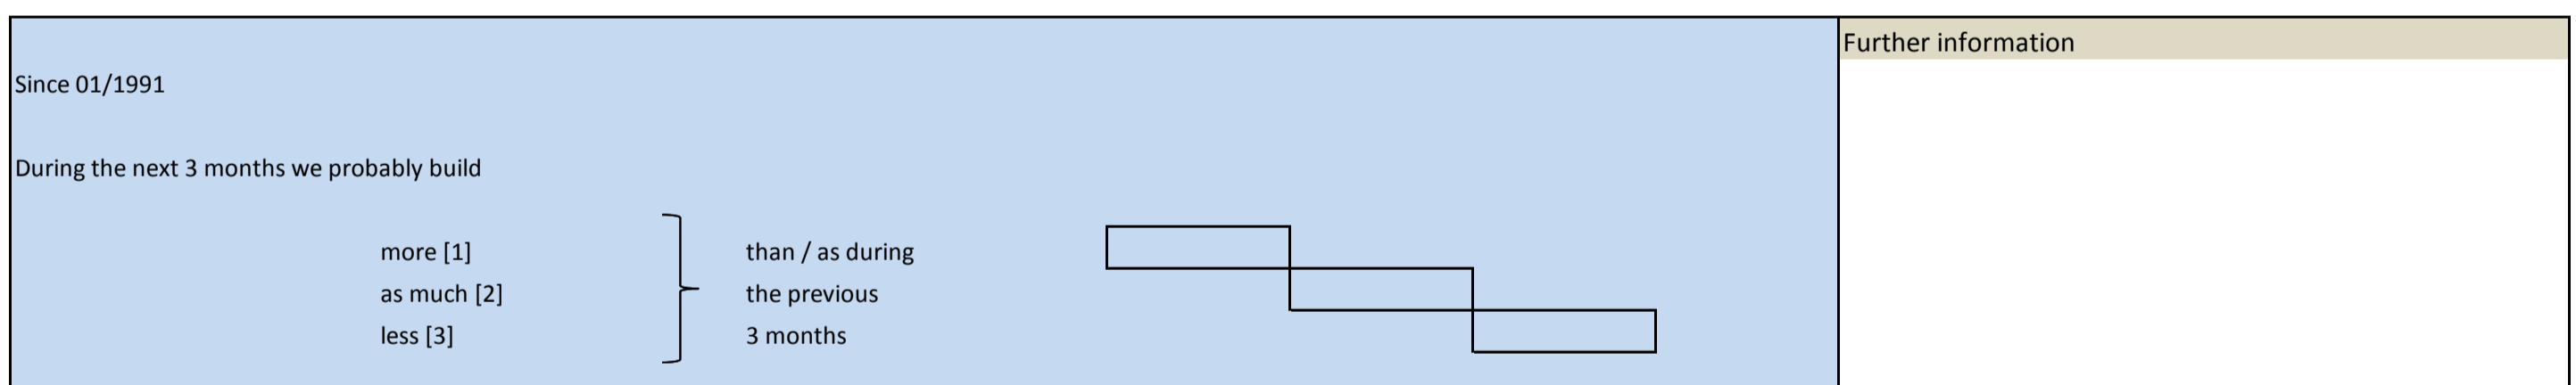 Further information
Since 01/1991
During the next 3 months we probably build
more [1] than / as during
as much [2] the previous
less [3] 3 months